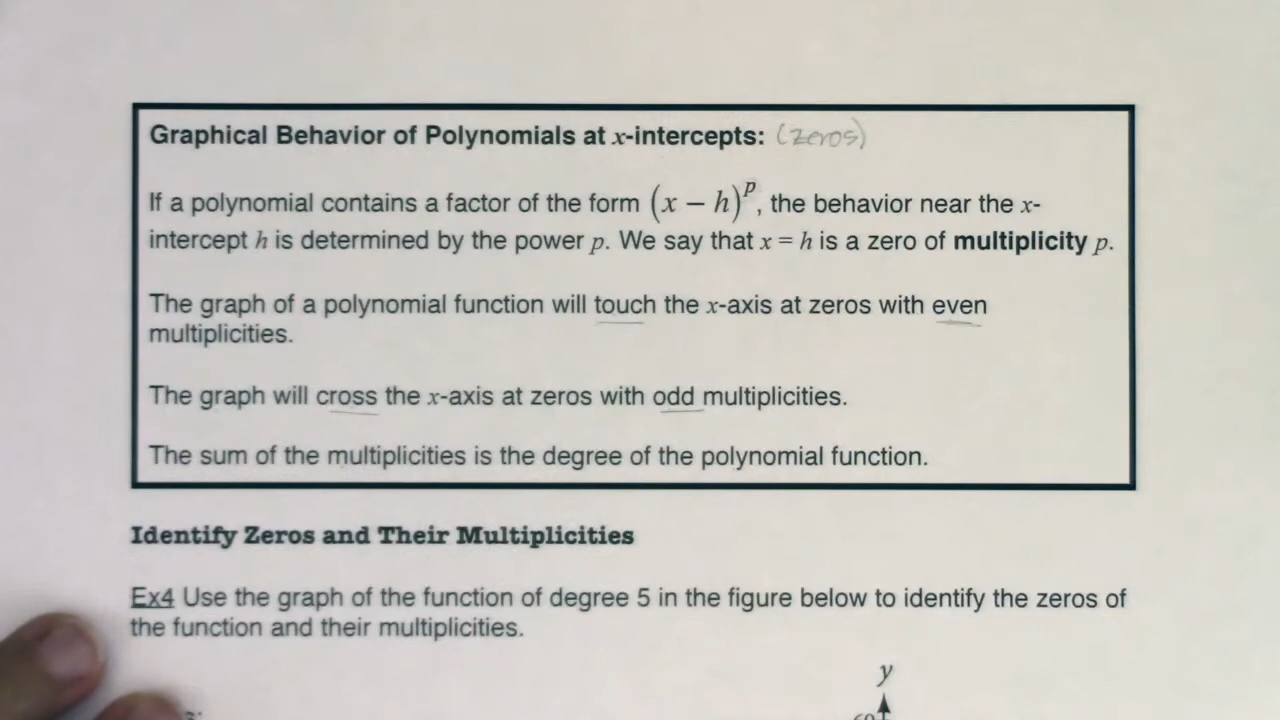 Graphical Behavior of Polynomials at x-intercepts: (zeros)
If a polynomial contains a factor of the form (x − h)^p, the behavior near the x-
intercept h is determined by the power p. We say that x = h is a zero of multiplicity p.
The graph of a polynomial function will touch the x-axis at zeros with even
multiplicities.
The graph will cross the x-axis at zeros with odd multiplicities.
The sum of the multiplicities is the degree of the polynomial function.
Identify Zeros and Their Multiplicities
Ex4 Use the graph of the function of degree 5 in the figure below to identify the zeros of
the function and their multiplicities.
y